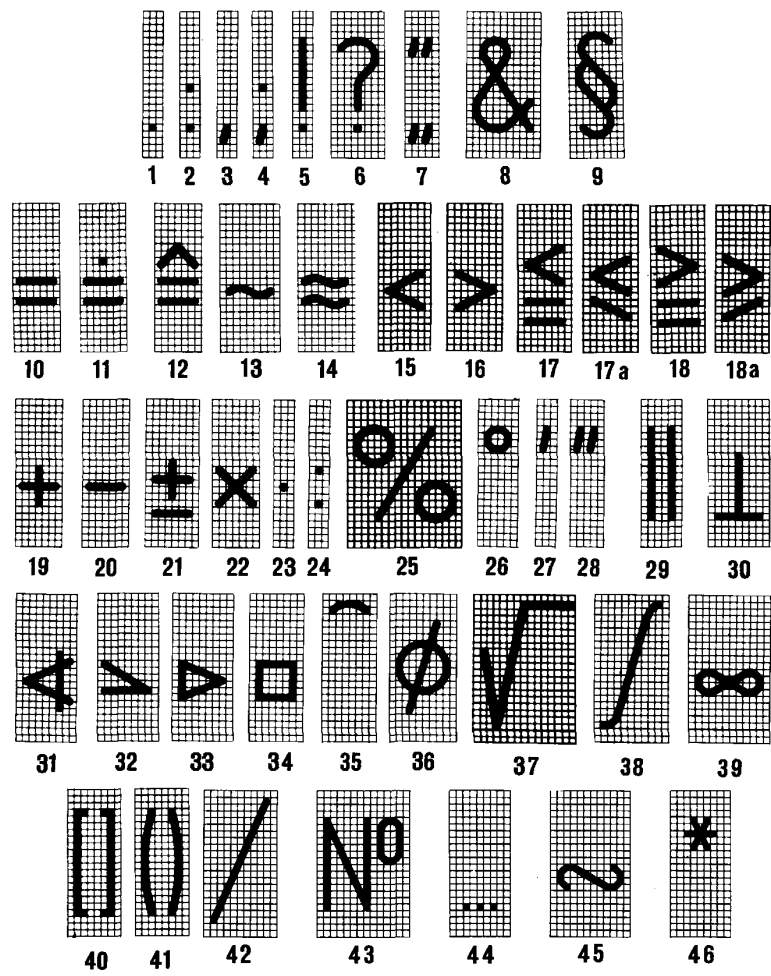 . : , ; ! ? " „ & §
1 2 3 4 5 6 7 8 9
= ≐ ≙ ~ ≈ < > ≦ ⩽ ≧ ⩾
10 11 12 13 14 15 16 17 17a 18 18a
+ − ± × · : % ° ′ ″ ∥ ⊥
19 20 21 22 23 24 25 26 27 28 29 30
∢ ∠ ▷ □ ⌒ ϕ √ ∫ ∞
31 32 33 34 35 36 37 38 39
[ ] ( ) / № ... ∾ *
40 41 42 43 44 45 46